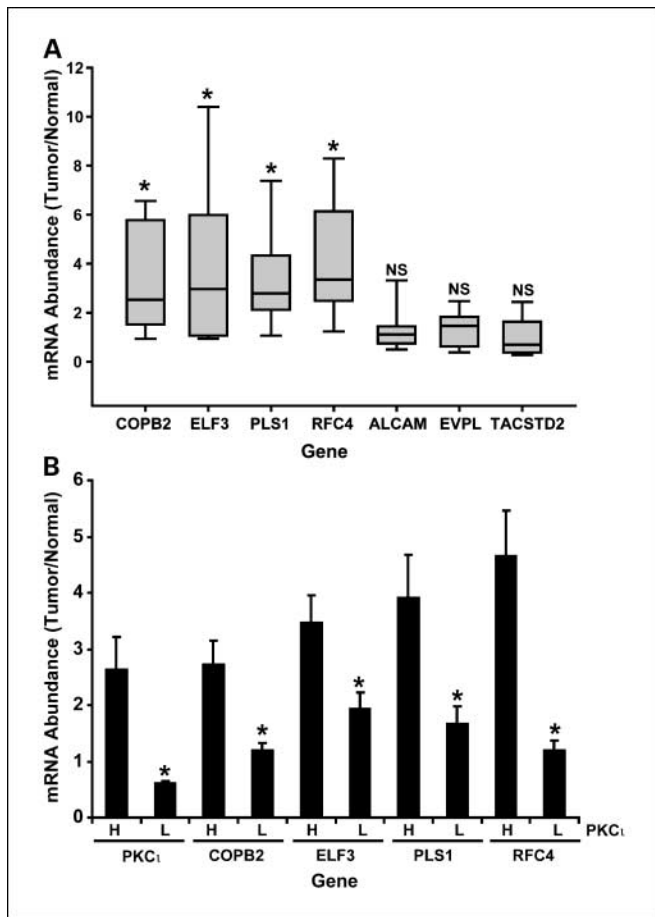 A
mRNA Abundance (Tumor/Normal)
12
10
8
6
4
2
0
* * * * NS NS NS
COPB2 ELF3 PLS1 RFC4 ALCAM EVPL TACSTD2
Gene
B
mRNA Abundance (Tumor/Normal)
6
5
4
3
2
1
0
* * * * *
H L H L H L H L H L PKCι
PKCι COPB2 ELF3 PLS1 RFC4
Gene